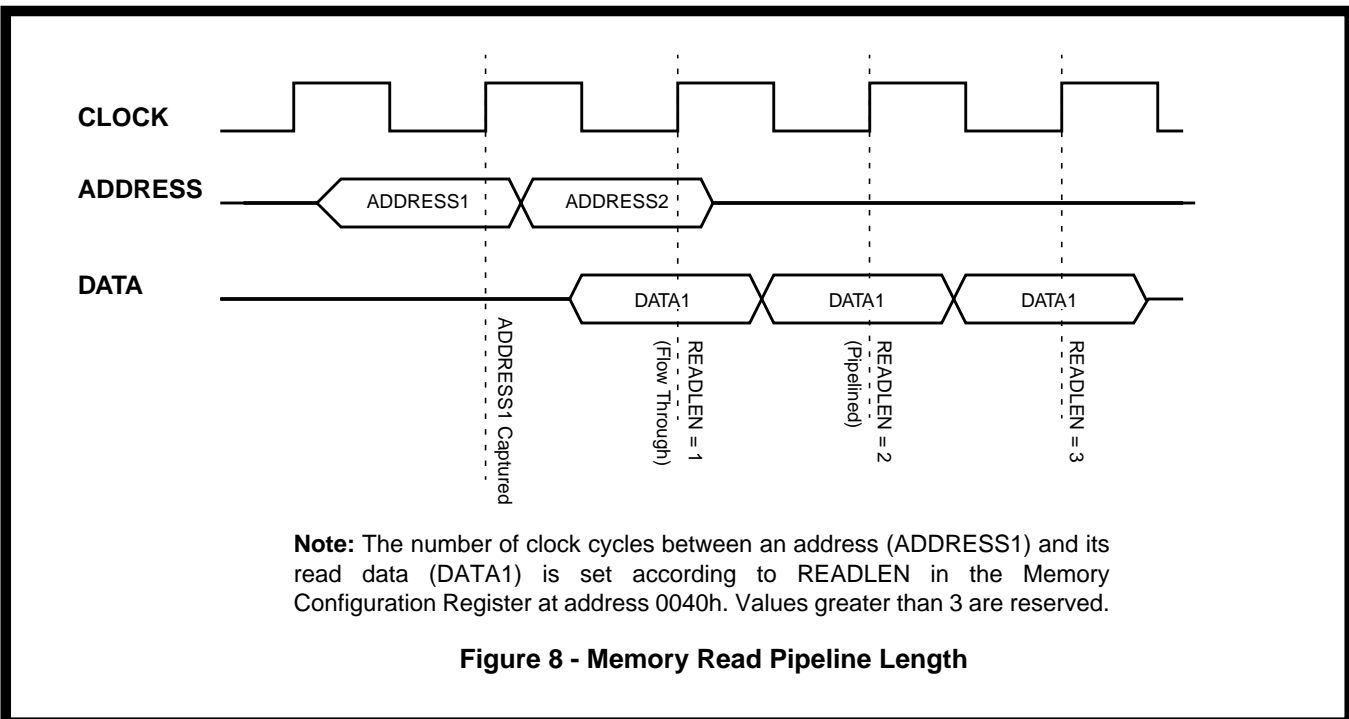 CLOCK
ADDRESS
ADDRESS1
ADDRESS2
DATA
DATA1
DATA1
DATA1
ADDRESS1 Captured
READLEN = 1
(Flow Through)
READLEN = 2
(Pipelined)
READLEN = 3
Note: The number of clock cycles between an address (ADDRESS1) and its
read data (DATA1) is set according to READLEN in the Memory
Configuration Register at address 0040h. Values greater than 3 are reserved.
Figure 8 - Memory Read Pipeline Length